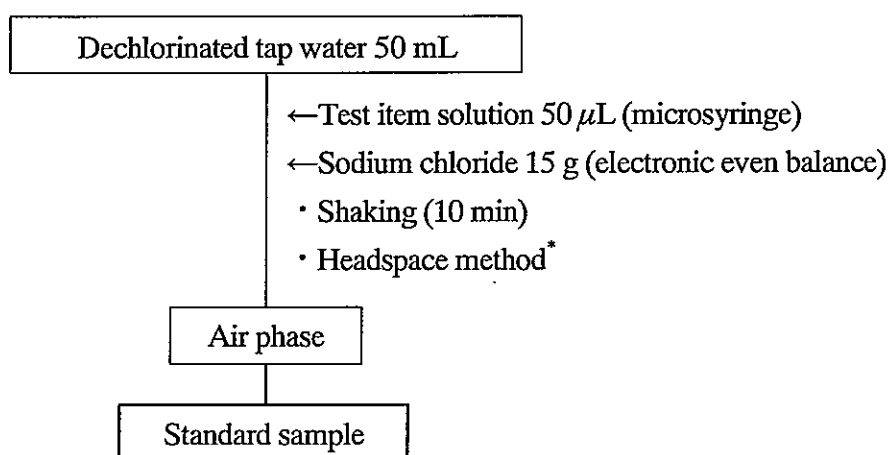 Dechlorinated tap water 50 mL
←Test item solution 50 μL (microsyringe)
←Sodium chloride 15 g (electronic even balance)
・Shaking (10 min)
・Headspace method*
Air phase
Standard sample